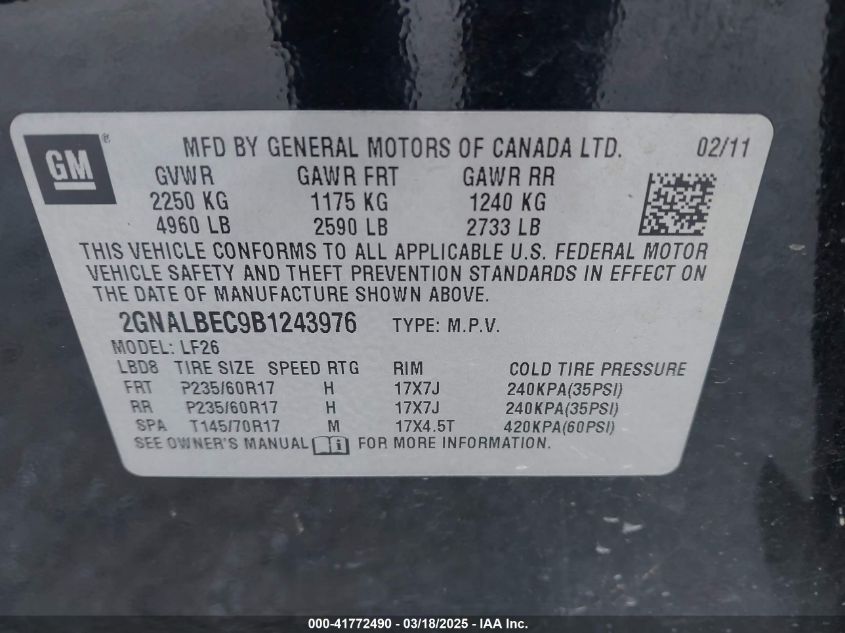 GM ®
MFD BY GENERAL MOTORS OF CANADA LTD. 02/11
GVWR GAWR FRT GAWR RR
2250 KG 1175 KG 1240 KG
4960 LB 2590 LB 2733 LB
THIS VEHICLE CONFORMS TO ALL APPLICABLE U.S. FEDERAL MOTOR
VEHICLE SAFETY AND THEFT PREVENTION STANDARDS IN EFFECT ON
THE DATE OF MANUFACTURE SHOWN ABOVE.
2GNALBEC9B1243976 TYPE: M.P.V.
MODEL: LF26
LBD8 TIRE SIZE SPEED RTG RIM COLD TIRE PRESSURE
FRT P235/60R17 H 17X7J 240KPA(35PSI)
RR P235/60R17 H 17X7J 240KPA(35PSI)
SPA T145/70R17 M 17X4.5T 420KPA(60PSI)
SEE OWNER'S MANUAL FOR MORE INFORMATION.
000-41772490 - 03/18/2025 - IAA Inc.